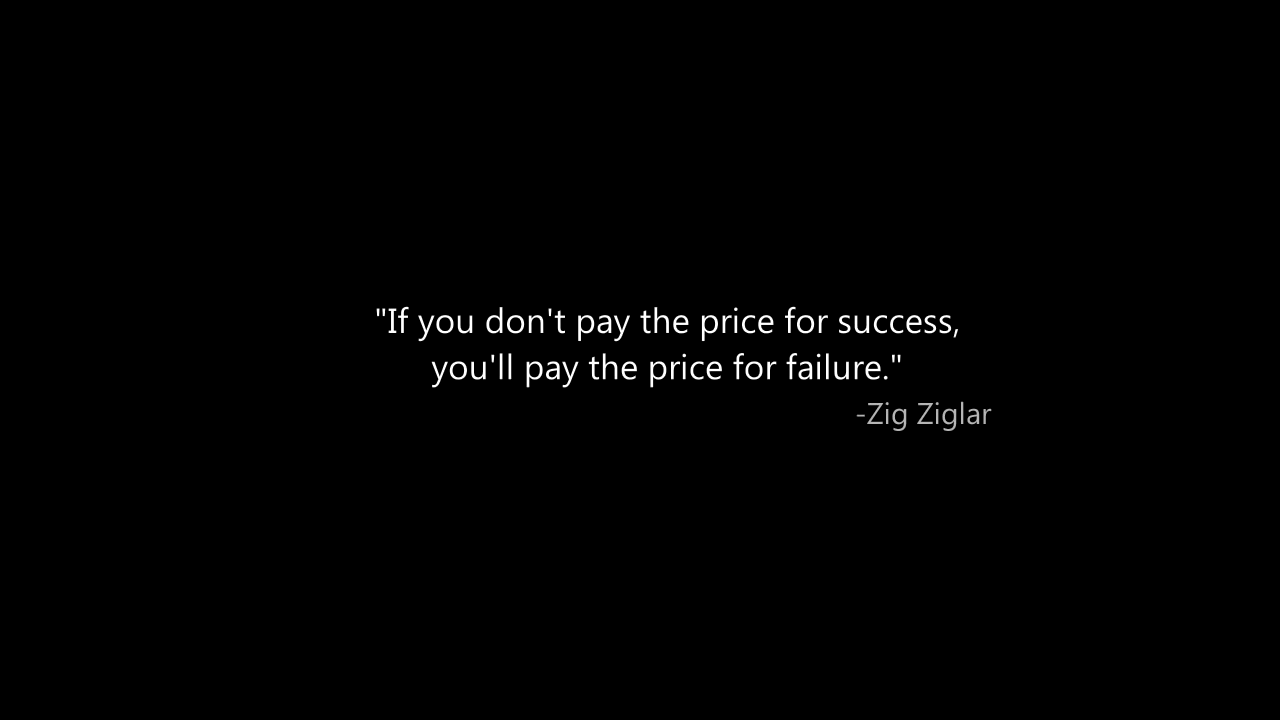 "If you don't pay the price for success,
you'll pay the price for failure."
-Zig Ziglar